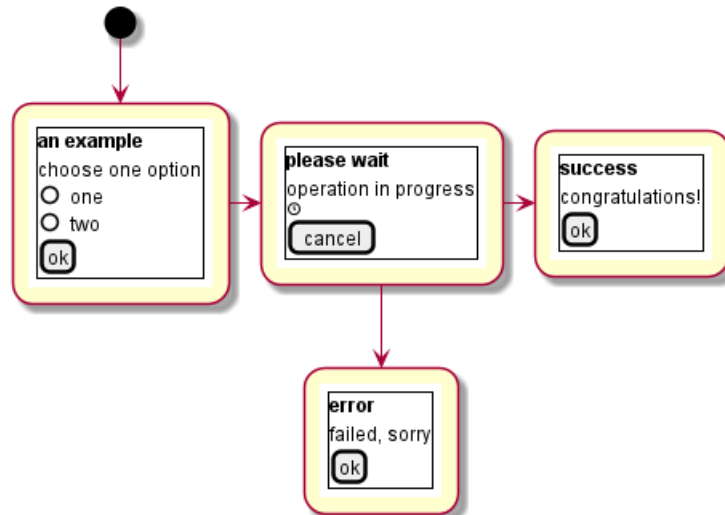 an example
choose one option
one
two
ok
please wait
operation in progress
cancel
success
congratulations!
ok
error
failed, sorry
ok